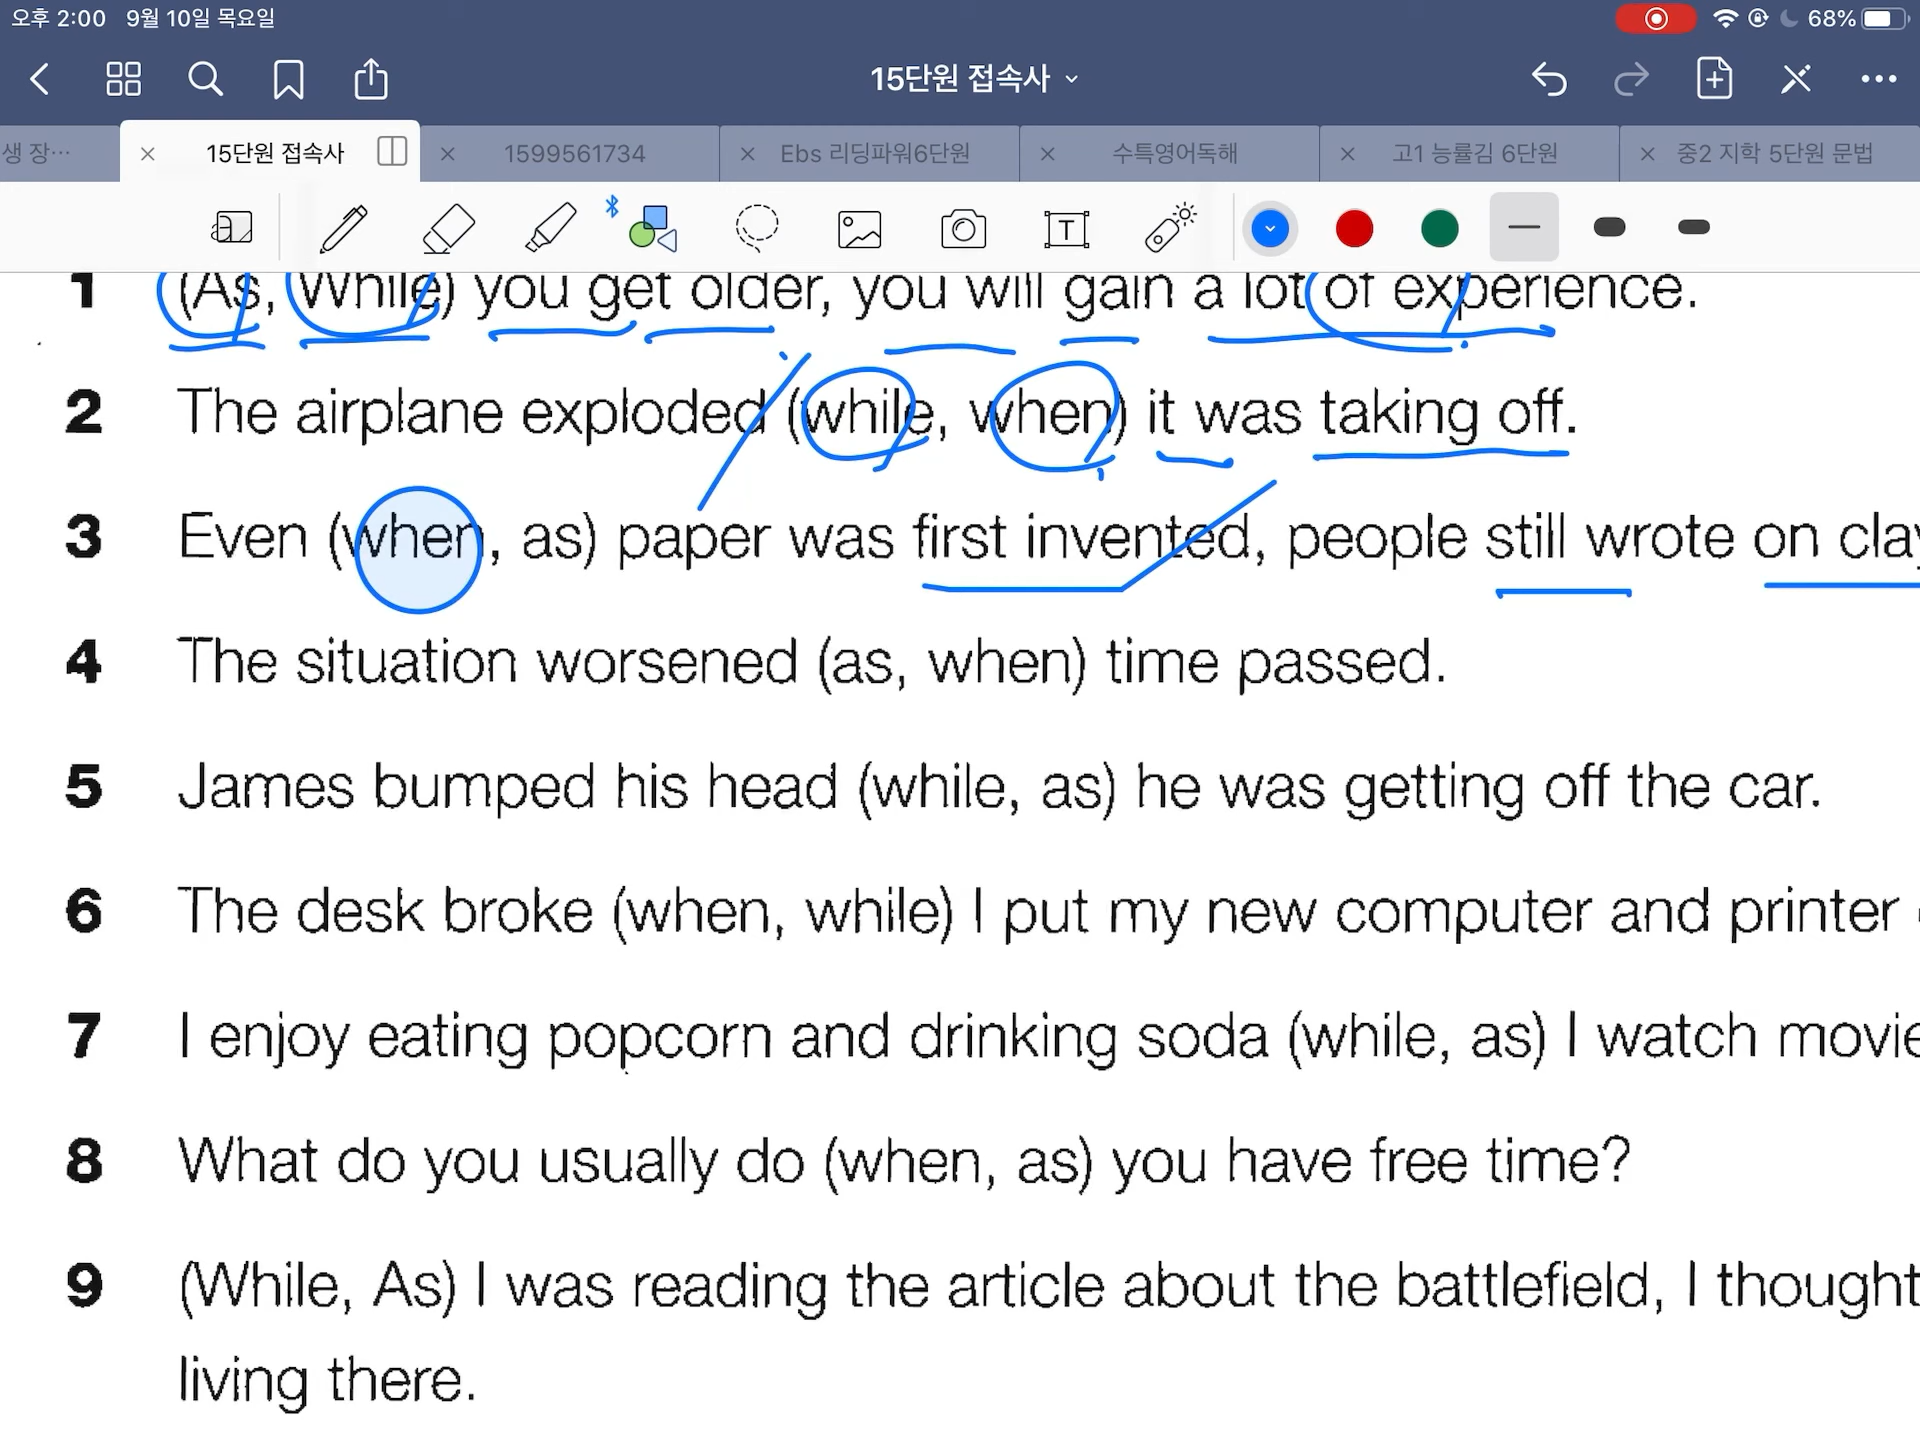 오후 2:00 9월 10일 목요일 68%
15단원 접속사
생 장… 15단원 접속사 1599561734 Ebs 리딩파워6단원 수특영어독해 고1 능률김 6단원 중2 지학 5단원 문법
1 (As, While) you get older, you will gain a lot of experience.
2 The airplane exploded (while, when) it was taking off.
3 Even (when, as) paper was first invented, people still wrote on clay
4 The situation worsened (as, when) time passed.
5 James bumped his head (while, as) he was getting off the car.
6 The desk broke (when, while) I put my new computer and printer
7 I enjoy eating popcorn and drinking soda (while, as) I watch movie
8 What do you usually do (when, as) you have free time?
9 (While, As) I was reading the article about the battlefield, I thought
living there.